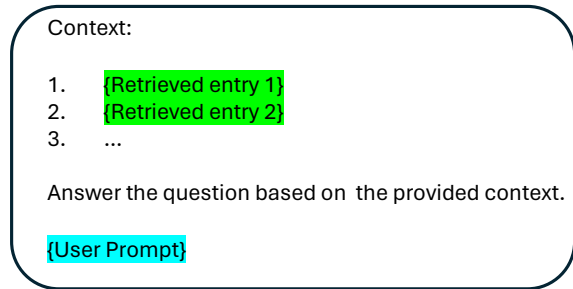 Context:
1. {Retrieved entry 1}
2. {Retrieved entry 2}
3. ...
Answer the question based on the provided context.
{User Prompt}